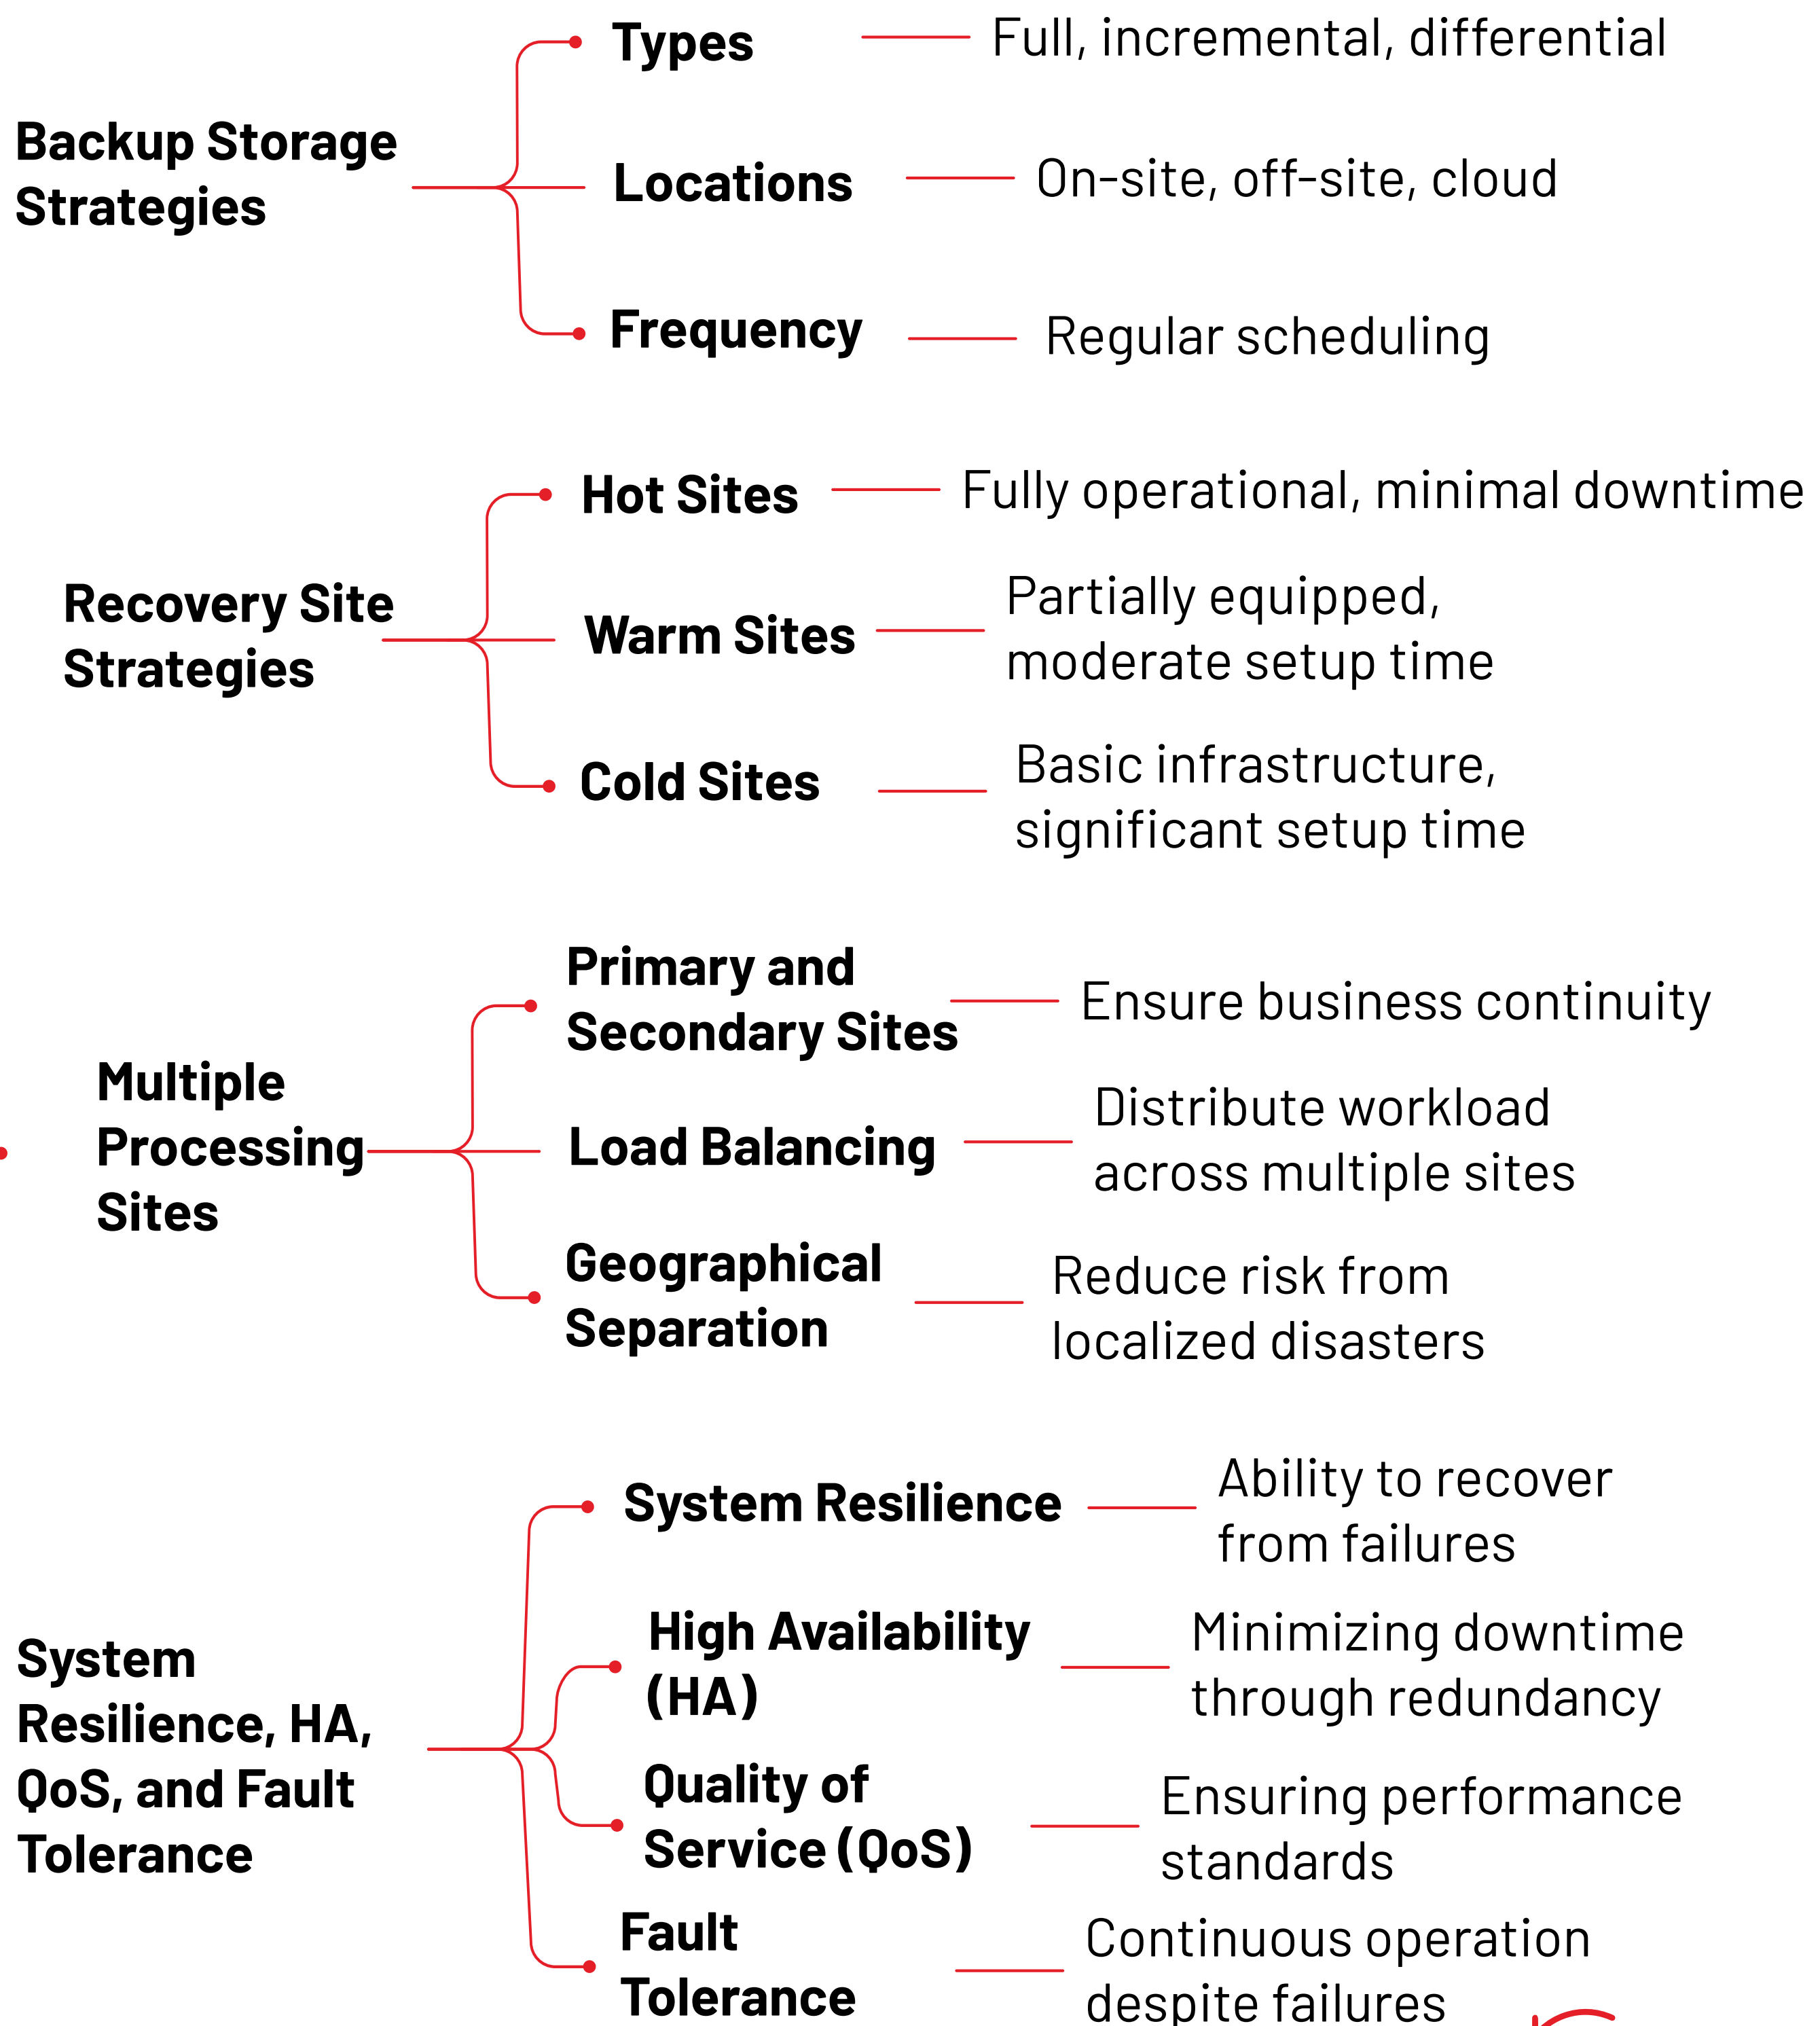 Backup Storage
Strategies
Types
Full, incremental, differential
Locations
On-site, off-site, cloud
Frequency
Regular scheduling
Recovery Site
Strategies
Hot Sites
Fully operational, minimal downtime
Warm Sites
Partially equipped,
moderate setup time
Cold Sites
Basic infrastructure,
significant setup time
Multiple
Processing
Sites
Primary and
Secondary Sites
Ensure business continuity
Load Balancing
Distribute workload
across multiple sites
Geographical
Separation
Reduce risk from
localized disasters
System
Resilience, HA,
QoS, and Fault
Tolerance
System Resilience
Ability to recover
from failures
High Availability
(HA)
Minimizing downtime
through redundancy
Quality of
Service (QoS)
Ensuring performance
standards
Fault
Tolerance
Continuous operation
despite failures